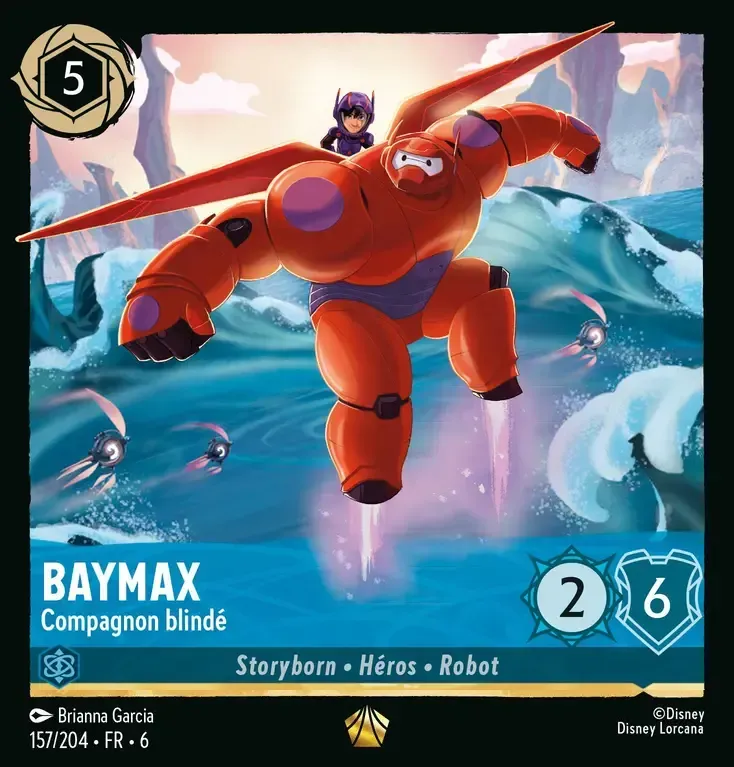 5
BAYMAX
Compagnon blindé
2
6
Storyborn • Héros • Robot
Brianna Garcia
©Disney
157/204 • FR • 6
Disney Lorcana